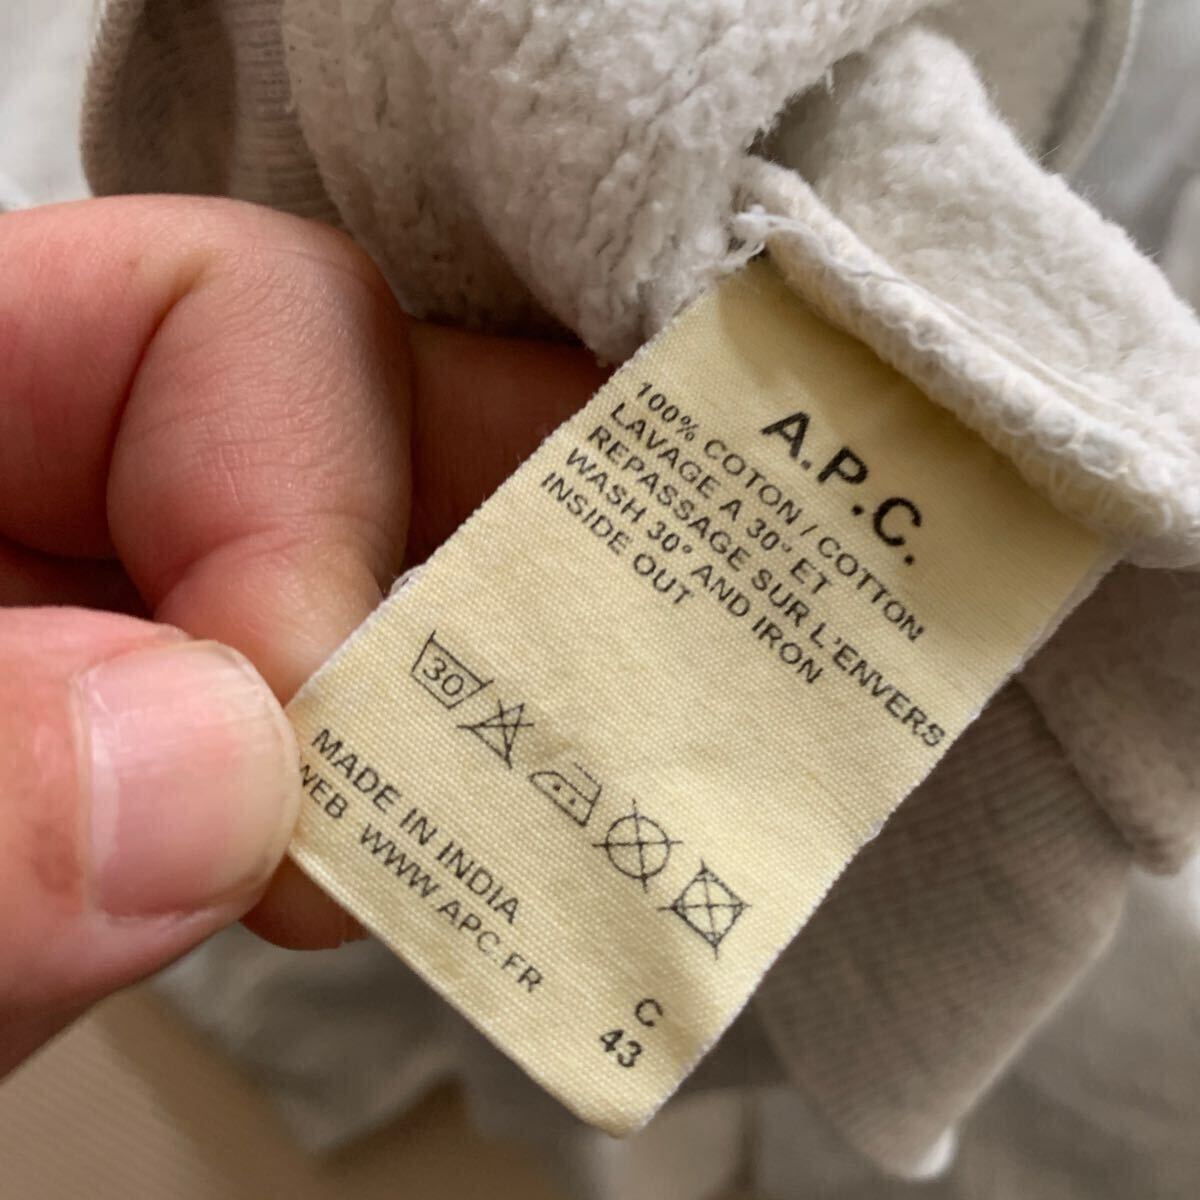 A.P.C.
100% COTON / COTTON
LAVAGE A 30° ET
REPASSAGE SUR L'ENVERS
WASH 30° AND IRON
INSIDE OUT
30
MADE IN INDIA
WEB WWW.APC.FR
C
43